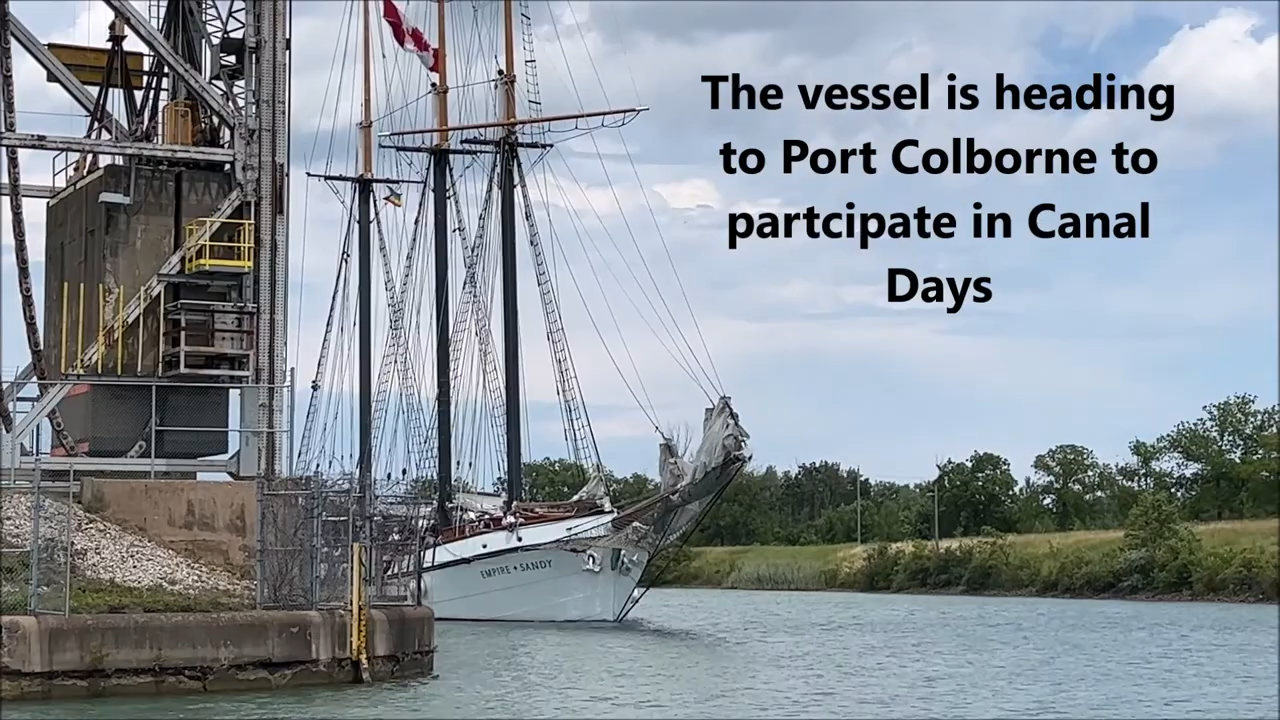 The vessel is heading
to Port Colborne to
partcipate in Canal
Days
EMPIRE • SANDY